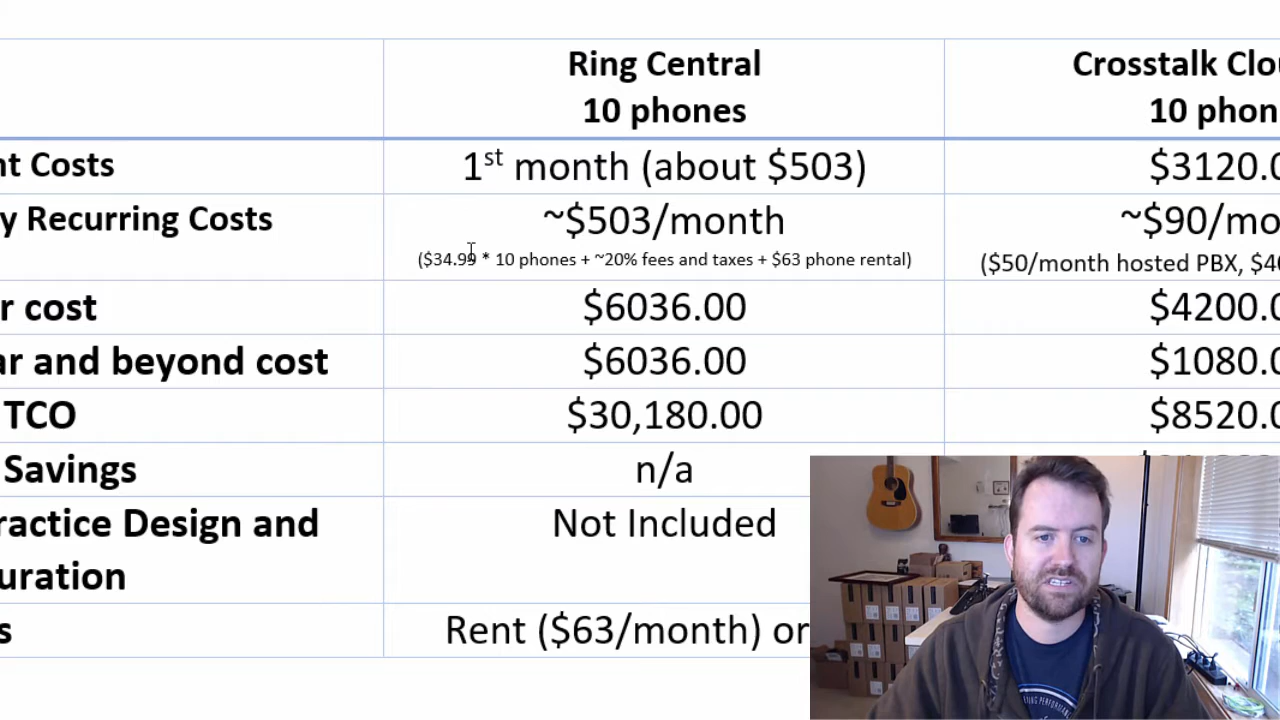 Ring Central
10 phones
Crosstalk Clou
10 phon
nt Costs
1st month (about $503)
$3120.0
y Recurring Costs
~$503/month
($34.99 * 10 phones + ~20% fees and taxes + $63 phone rental)
~$90/mo
($50/month hosted PBX, $40
r cost
$6036.00
$4200.0
ar and beyond cost
$6036.00
$1080.0
TCO
$30,180.00
$8520.0
Savings
n/a
ractice Design and
uration
Not Included
s
Rent ($63/month) or